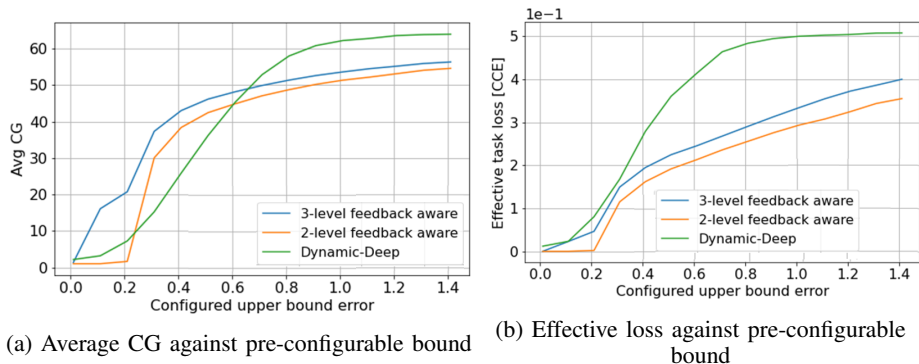 60
50
40
30
20
10
0
Avg CG
0.0 0.2 0.4 0.6 0.8 1.0 1.2 1.4
Configured upper bound error
3-level feedback aware
2-level feedback aware
Dynamic-Deep
(a) Average CG against pre-configurable bound
1e−1
5
4
3
2
1
0
Effective task loss [CCE]
0.0 0.2 0.4 0.6 0.8 1.0 1.2 1.4
Configured upper bound error
3-level feedback aware
2-level feedback aware
Dynamic-Deep
(b) Effective loss against pre-configurable
bound